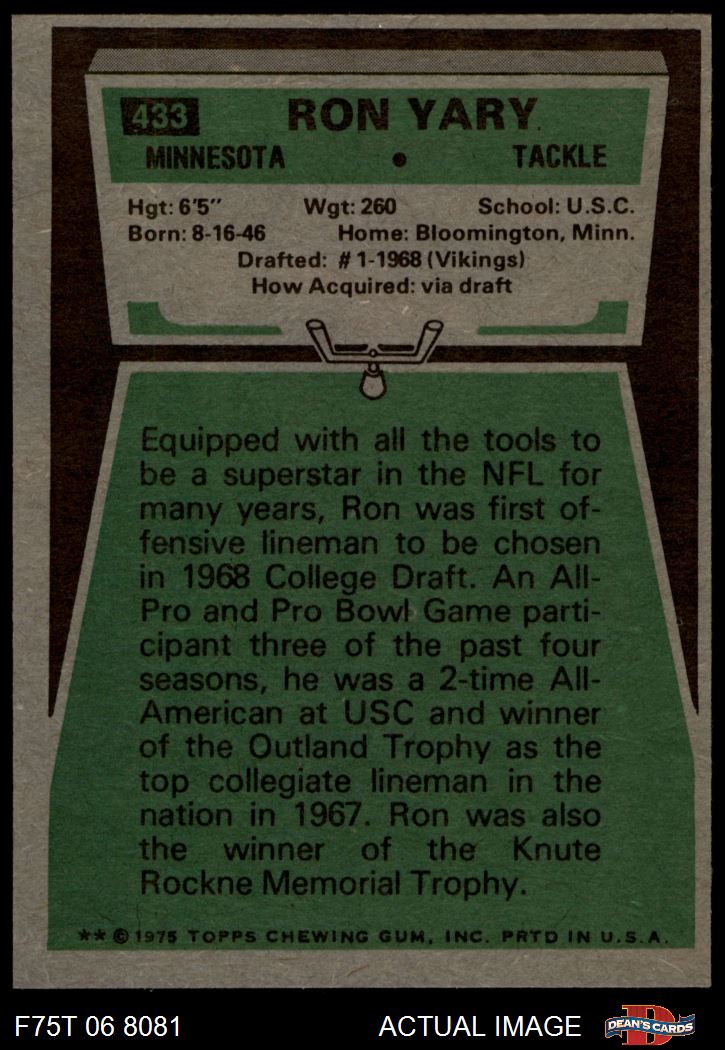 433 RON YARY
MINNESOTA • TACKLE
Hgt: 6'5" Wgt: 260 School: U.S.C.
Born: 8-16-46 Home: Bloomington, Minn.
Drafted: #1-1968 (Vikings)
How Acquired: via draft
Equipped with all the tools to
be a superstar in the NFL for
many years, Ron was first of-
fensive lineman to be chosen
in 1968 College Draft. An All-
Pro and Pro Bowl Game parti-
cipant three of the past four
seasons, he was a 2-time All-
American at USC and winner
of the Outland Trophy as the
top collegiate lineman in the
nation in 1967. Ron was also
the winner of the Knute
Rockne Memorial Trophy.
** © 1975 TOPPS CHEWING GUM, INC. PRTD IN U.S.A.
F75T 06 8081 ACTUAL IMAGE
D
DEAN'S CARDS